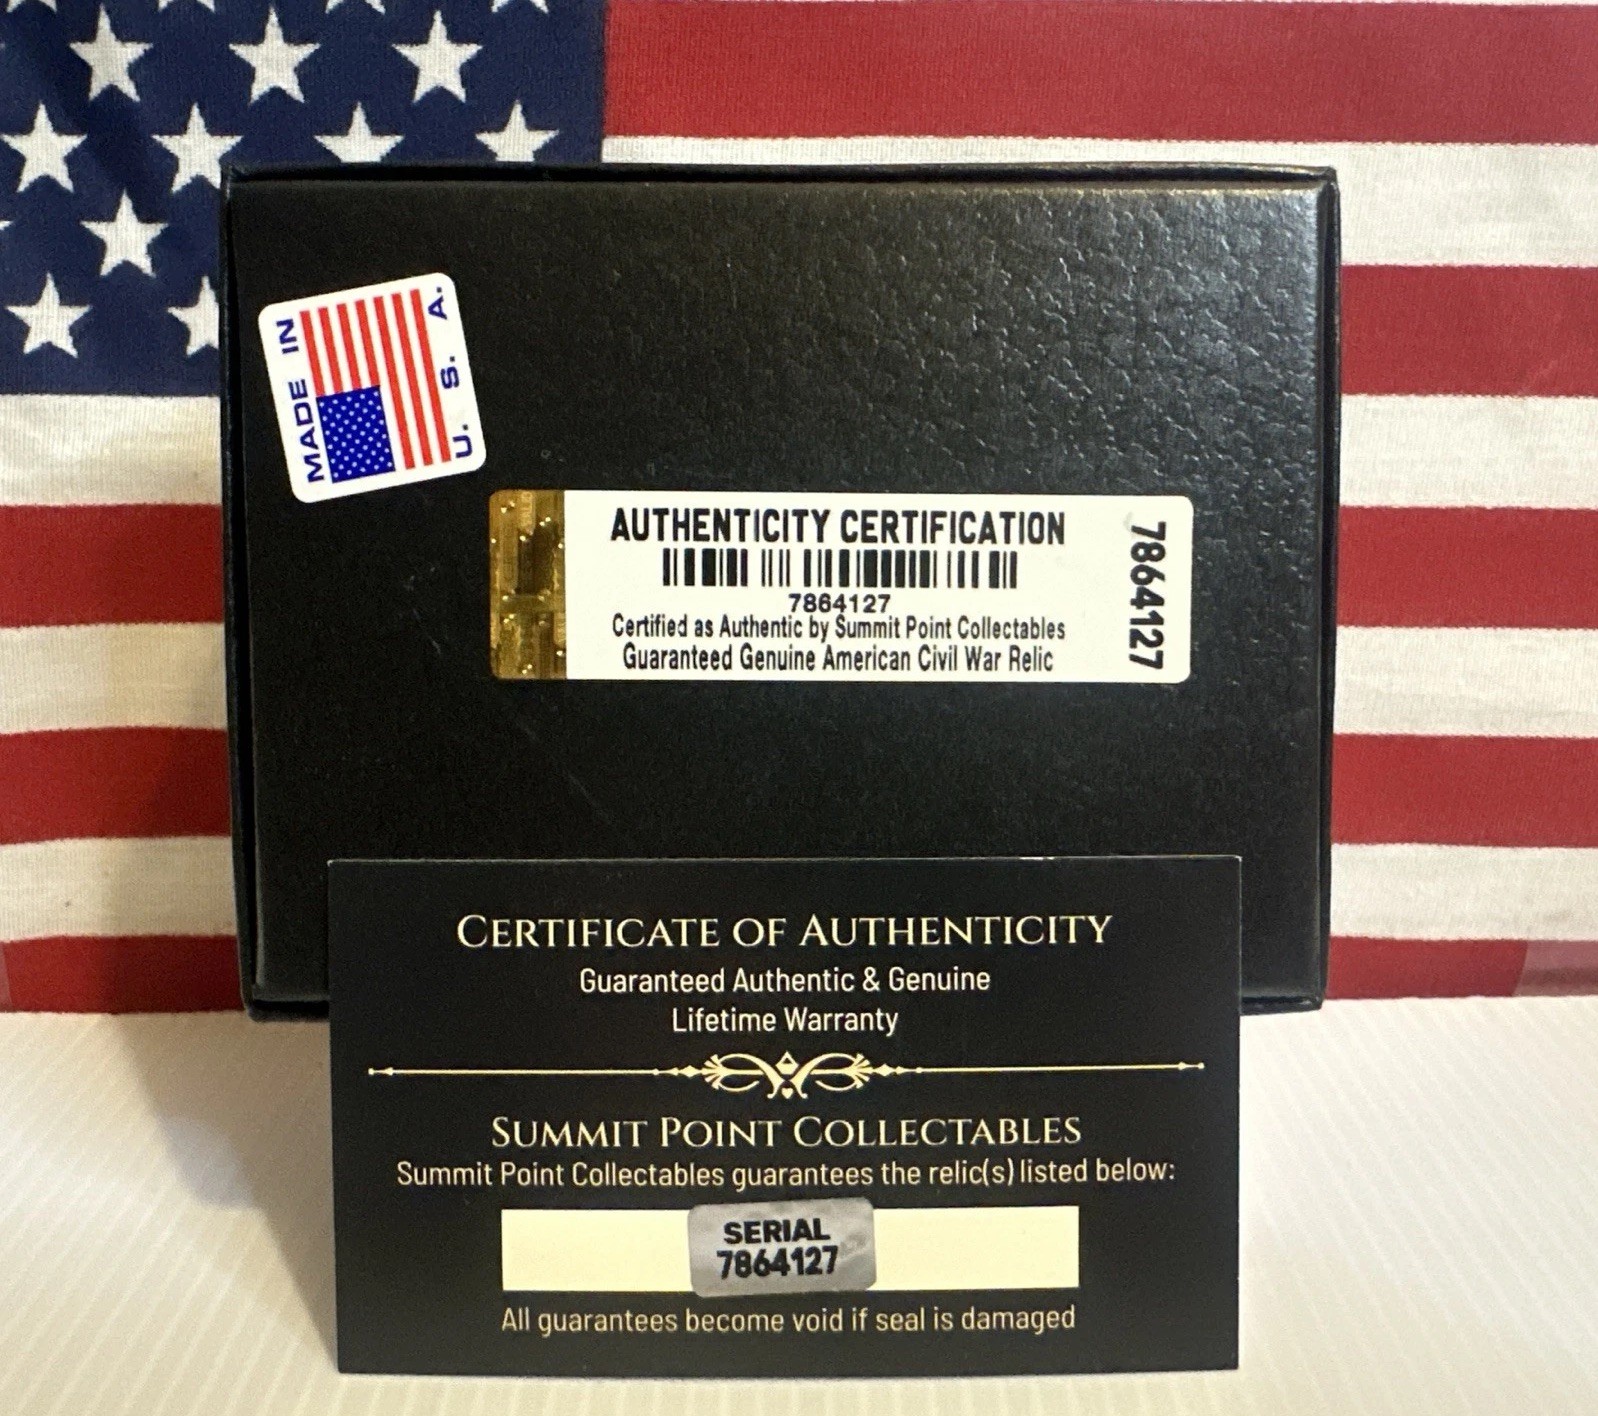 MADE IN
U. S. A.
AUTHENTICITY CERTIFICATION
7864127
Certified as Authentic by Summit Point Collectables
Guaranteed Genuine American Civil War Relic
7864127
CERTIFICATE OF AUTHENTICITY
Guaranteed Authentic & Genuine
Lifetime Warranty
SUMMIT POINT COLLECTABLES
Summit Point Collectables guarantees the relic(s) listed below:
SERIAL
7864127
All guarantees become void if seal is damaged